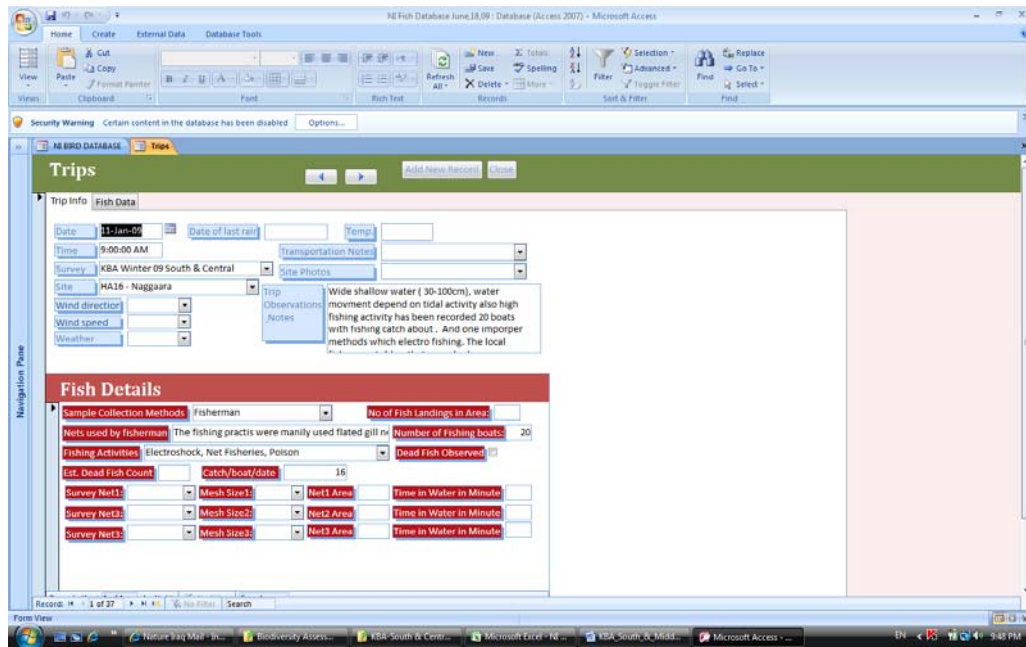 NI Fish Database June,18,09 : Database (Access 2007) - Microsoft Access
Home Create External Data Database Tools
View
Paste
Cut
Copy
Format Painter
Refresh All
New
Save
Delete
Totals
Spelling
More
Filter
Selection
Advanced
Toggle Filter
Find
Replace
Go To
Select
Views Clipboard Font Rich Text Records Sort & Filter Find
Security Warning Certain content in the database has been disabled Options...
NI BIRD DATABASE Trips
Trips Add New Record Close
Trip Info Fish Data
Date 11-Jan-09 Date of last rain Temp.
Time 9:00:00 AM Transportation Notes
Survey KBA Winter 09 South & Central Site Photos
Site HA16 - Naggaara
Wind direction
Wind speed
Weather
Trip Observations_Notes
Wide shallow water ( 30-100cm), water
movment depend on tidal activity also high
fishing activity has been recorded 20 boats
with fishing catch about . And one imporper
methods which electro fishing. The local
Fish Details
Sample Collection Methods Fisherman No of Fish Landings in Area:
Nets used by fisherman The fishing practis were manily used flated gill ne Number of Fishing boats: 20
Fishing Activities Electroshock, Net Fisheries, Poison Dead Fish Observed
Est. Dead Fish Count Catch/boat/date 16
Survey Net1: Mesh Size1: Net1 Area Time in Water in Minute
Survey Net3: Mesh Size2: Net2 Area Time in Water in Minute
Survey Net3: Mesh Size3: Net3 Area Time in Water in Minute
Record: 1 of 37 No Filter Search
Form View
Navigation Pane
Nature Iraq Mail - In... Biodiversity Assess... KBA-South & Centr... Microsoft Excel - NI ... KBA_South_&_Midd... Microsoft Access - ... EN 9:48 PM